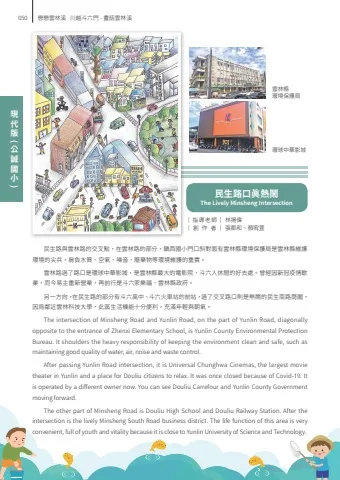 050 戀戀雲林溪 川越斗六門 - 畫話雲林溪
現代版（公誠國小）
雲林縣
環境保護局
環球中華影城
民生路口真熱鬧
The Lively Minsheng Intersection
｜指導老師｜ 林揚偉
｜創作者｜
民生路與雲林路的交叉點，在雲林路的部分，鎮西國小門口斜對面有雲林縣環境保護局是雲林縣維護
環境的尖兵，肩負水質、空氣、噪音、廢棄物等環境維護的重責。
雲林路過了路口是環球中華影城，是雲林縣最大的電影院，斗六人休閒的好去處。曾經因新冠疫情歇
業，而今易主重新營業，再前行是斗六家樂福、雲林縣政府。
另一方向，在民生路的部分有斗六高中、斗六火車站的前站，過了交叉路口則是熱鬧的民生南路商圈，
因爲鄰近雲林科技大學，此區生活機能十分便利，充滿年輕與朝氣。
The intersection of Minsheng Road and Yunlin Road, on the part of Yunlin Road, diagonally
opposite to the entrance of Zhenxi Elementary School, is Yunlin County Environmental Protection
Bureau. It shoulders the heavy responsibility of keeping the environment clean and safe, such as
maintaining good quality of water, air, noise and waste control.
After passing Yunlin Road intersection, it is Universal Chunghwa Cinemas, the largest movie
theater in Yunlin and a place for Douliu citizens to relax. It was once closed because of Covid-19. It
is operated by a different owner now. You can see Douliu Carrefour and Yunlin County Government
moving forward.
The other part of Minsheng Road is Douliu High School and Douliu Railway Station. After the
intersection is the lively Minsheng South Road business district. The life function of this area is very
convenient, full of youth and vitality because it is close to Yunlin University of Science and Technology.